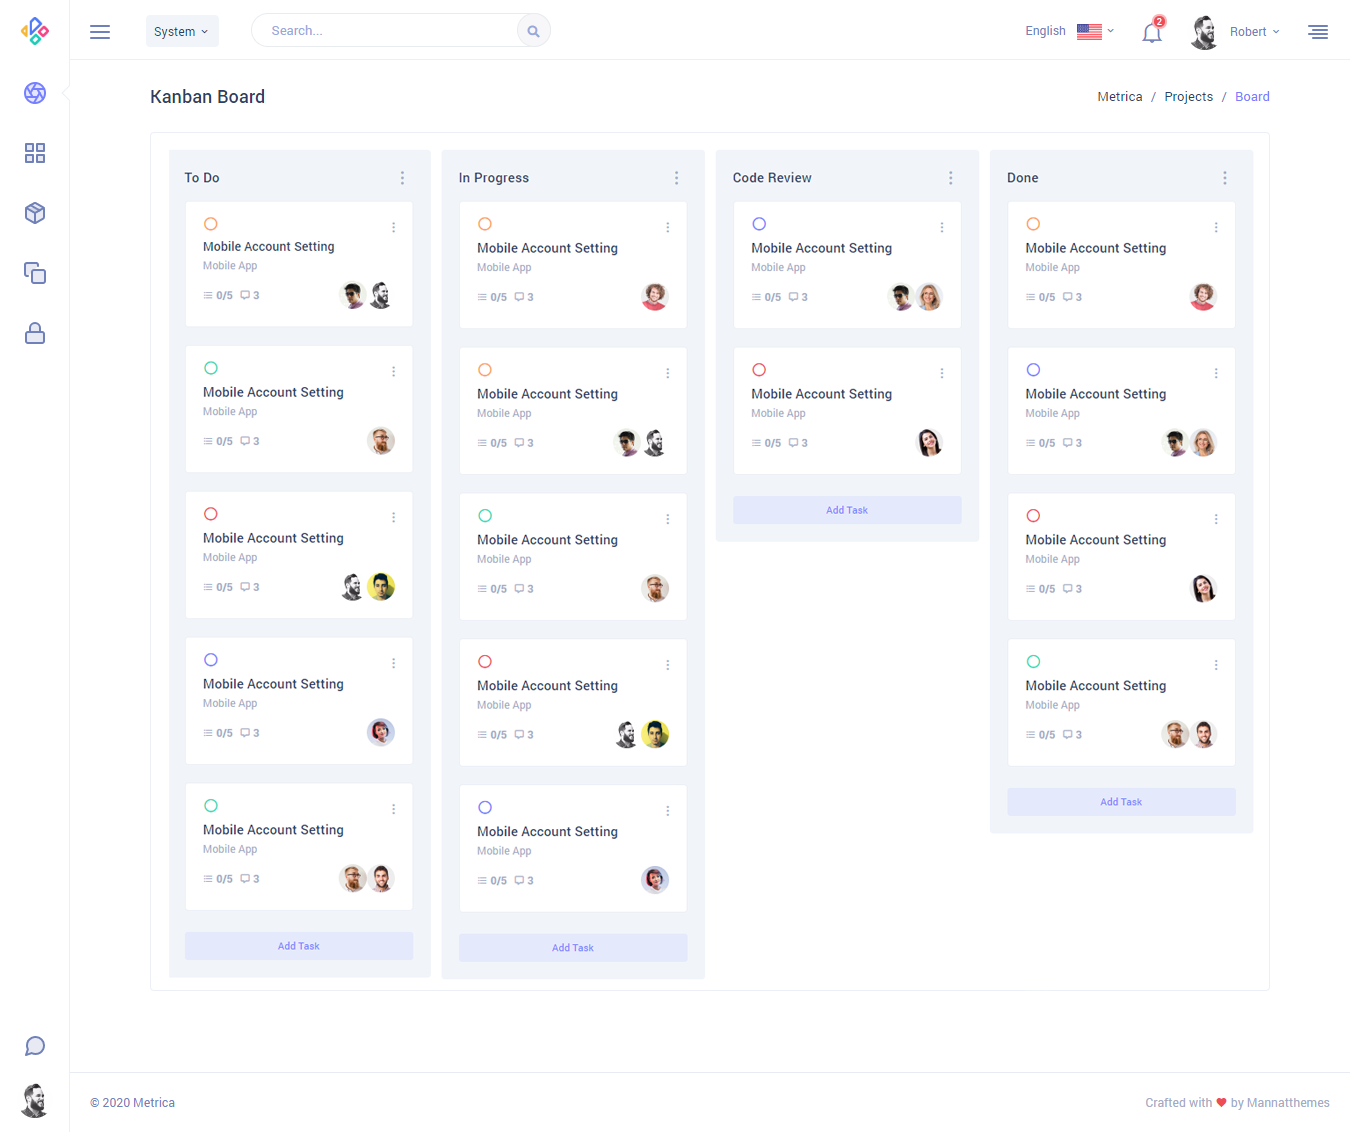 System
Search...
English
2
Robert
Kanban Board
Metrica / Projects / Board
To Do
Mobile Account Setting
Mobile App
0/5 3
Mobile Account Setting
Mobile App
0/5 3
Mobile Account Setting
Mobile App
0/5 3
Mobile Account Setting
Mobile App
0/5 3
Mobile Account Setting
Mobile App
0/5 3
Add Task
In Progress
Mobile Account Setting
Mobile App
0/5 3
Mobile Account Setting
Mobile App
0/5 3
Mobile Account Setting
Mobile App
0/5 3
Mobile Account Setting
Mobile App
0/5 3
Mobile Account Setting
Mobile App
0/5 3
Add Task
Code Review
Mobile Account Setting
Mobile App
0/5 3
Mobile Account Setting
Mobile App
0/5 3
Add Task
Done
Mobile Account Setting
Mobile App
0/5 3
Mobile Account Setting
Mobile App
0/5 3
Mobile Account Setting
Mobile App
0/5 3
Mobile Account Setting
Mobile App
0/5 3
Add Task
© 2020 Metrica
Crafted with ❤ by Mannatthemes